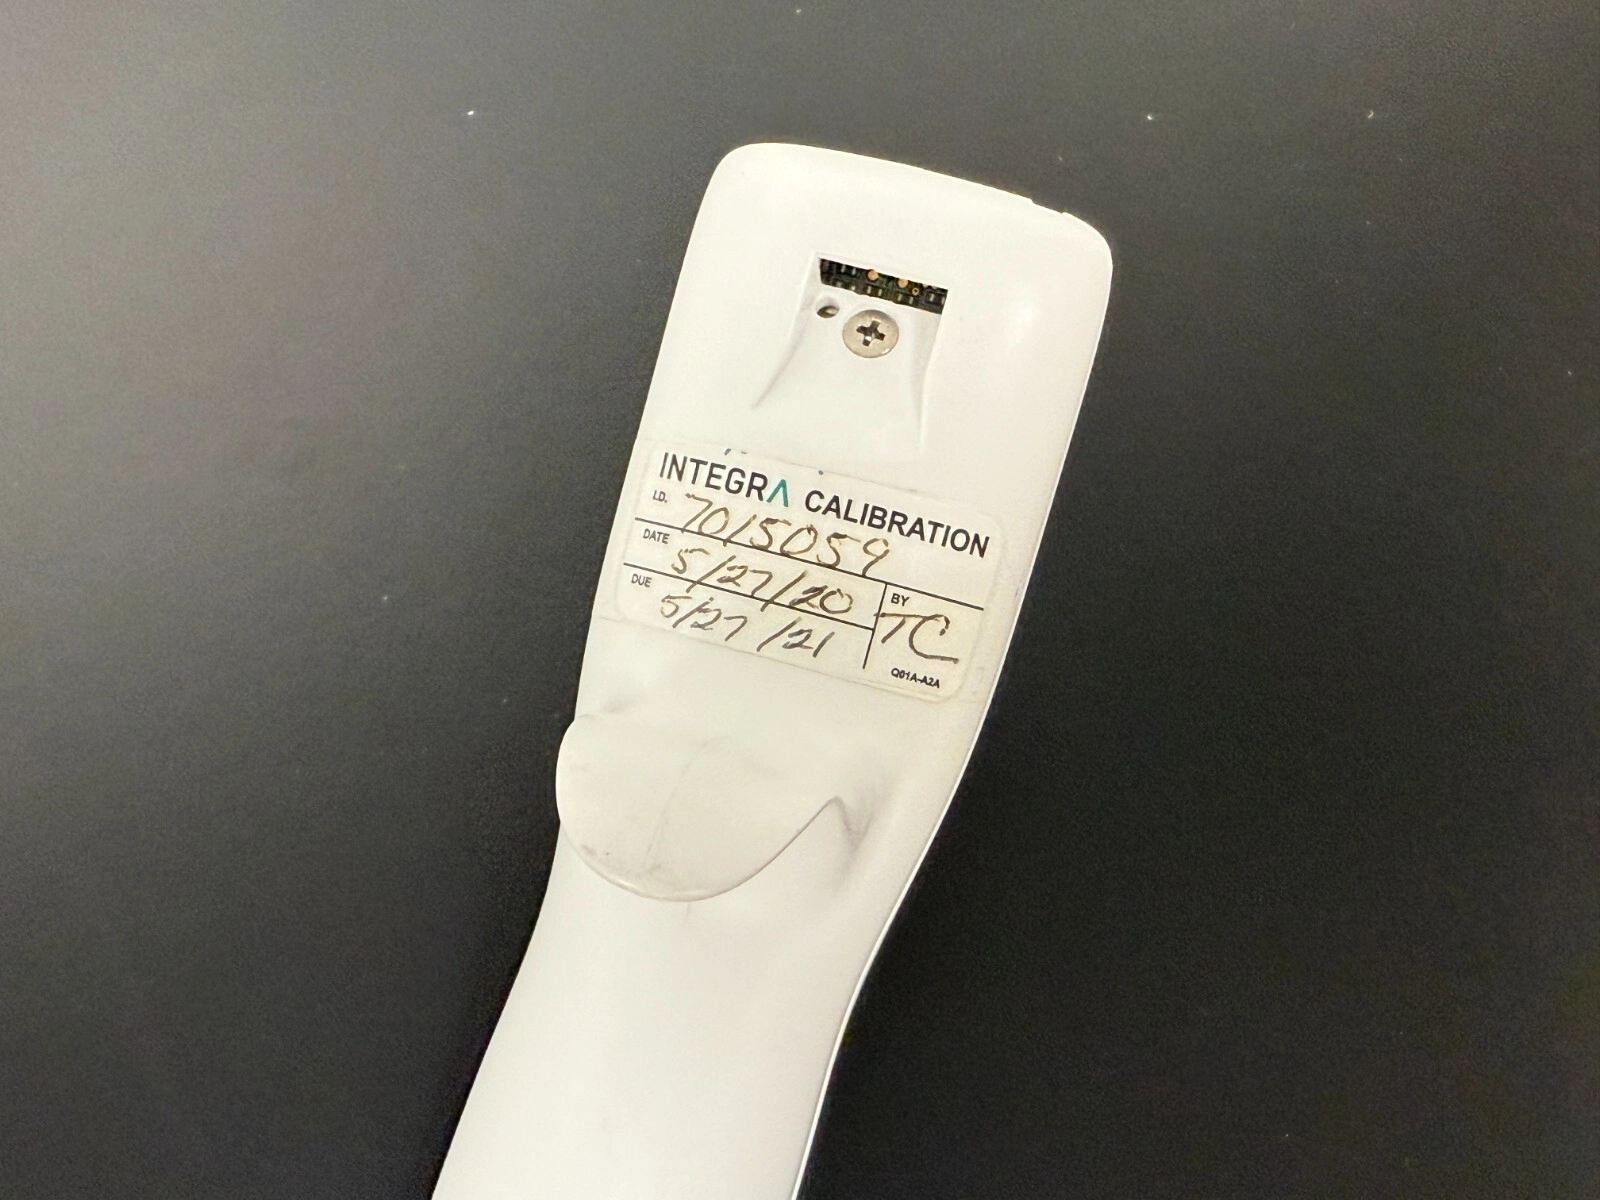 INTEGRA CALIBRATION
I.D. 7015059
DATE 5/27/20
BY TC
DUE 5/27/21
Q01A-A2A